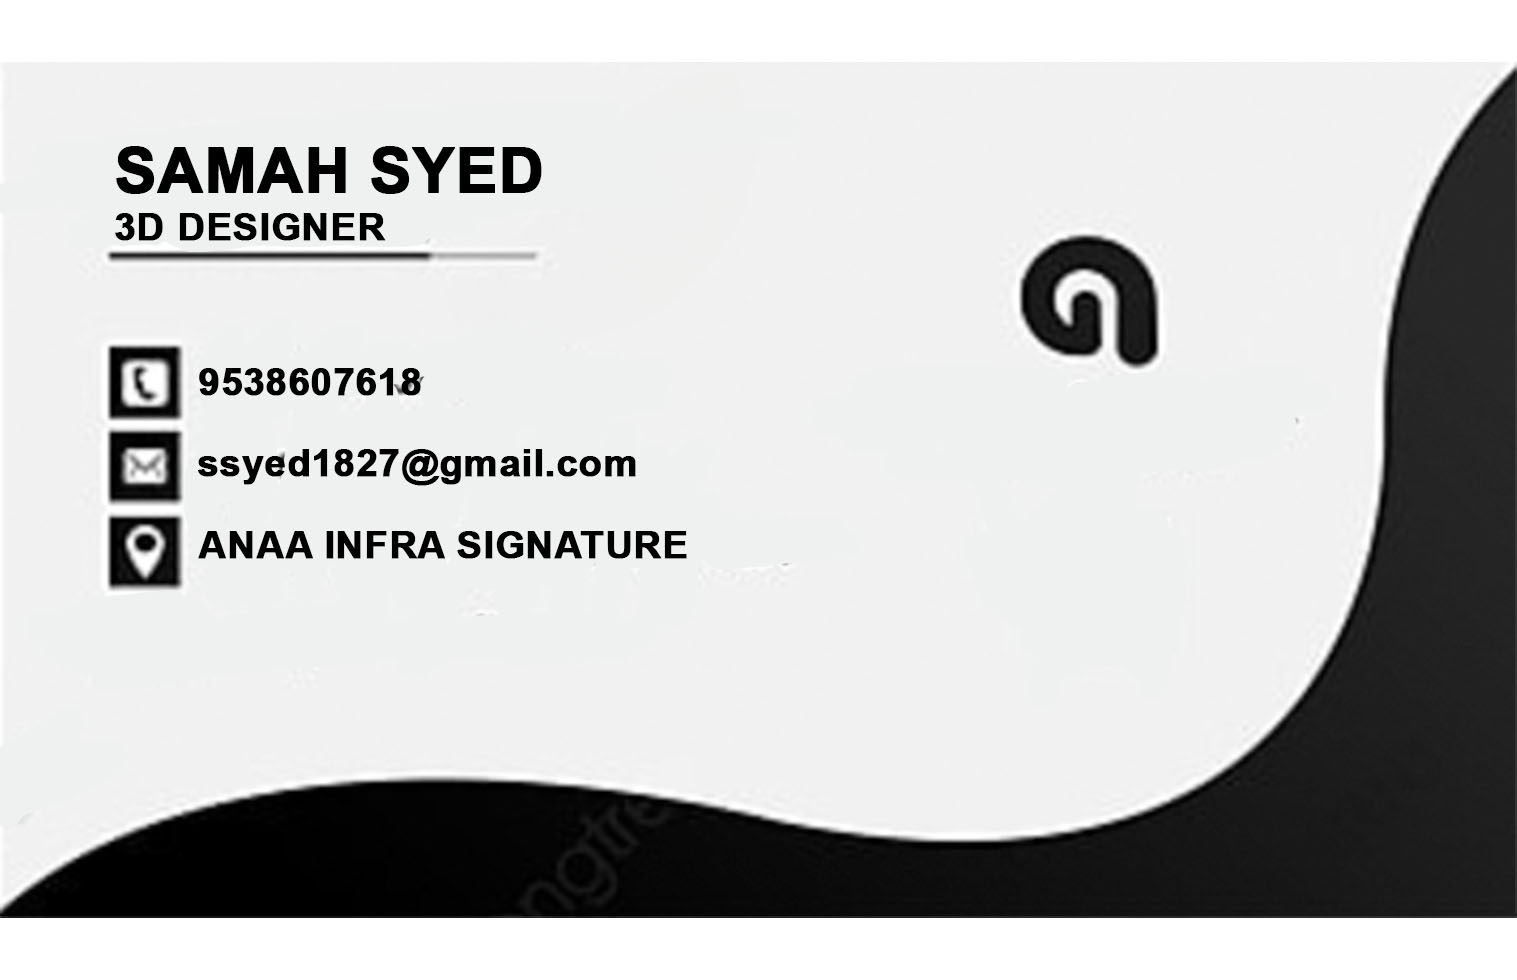 SAMAH SYED
3D DESIGNER
9538607618
ssyed1827@gmail.com
ANAA INFRA SIGNATURE